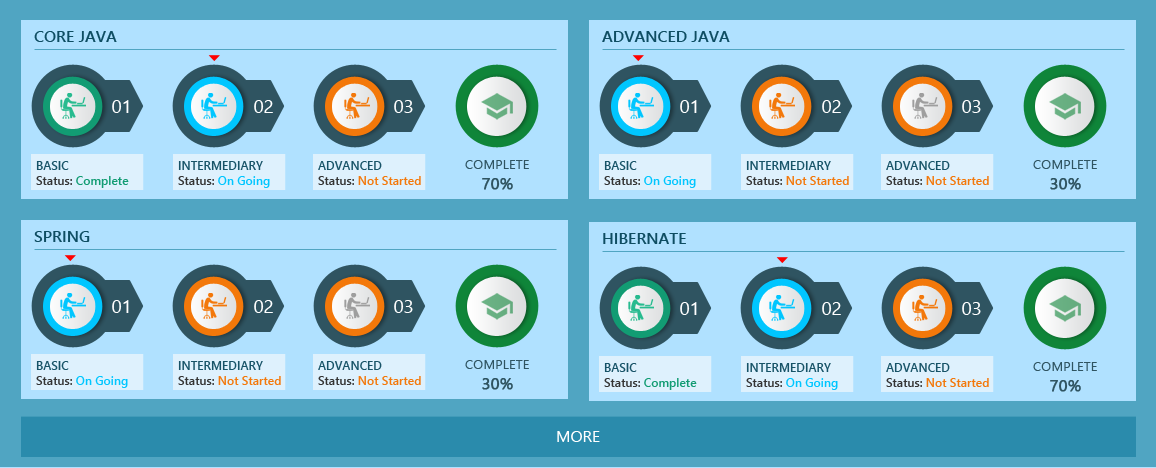 CORE JAVA
01
02
03
BASIC
Status: Complete
INTERMEDIARY
Status: On Going
ADVANCED
Status: Not Started
COMPLETE
70%
ADVANCED JAVA
01
02
03
BASIC
Status: On Going
INTERMEDIARY
Status: Not Started
ADVANCED
Status: Not Started
COMPLETE
30%
SPRING
01
02
03
BASIC
Status: On Going
INTERMEDIARY
Status: Not Started
ADVANCED
Status: Not Started
COMPLETE
30%
HIBERNATE
01
02
03
BASIC
Status: Complete
INTERMEDIARY
Status: On Going
ADVANCED
Status: Not Started
COMPLETE
70%
MORE